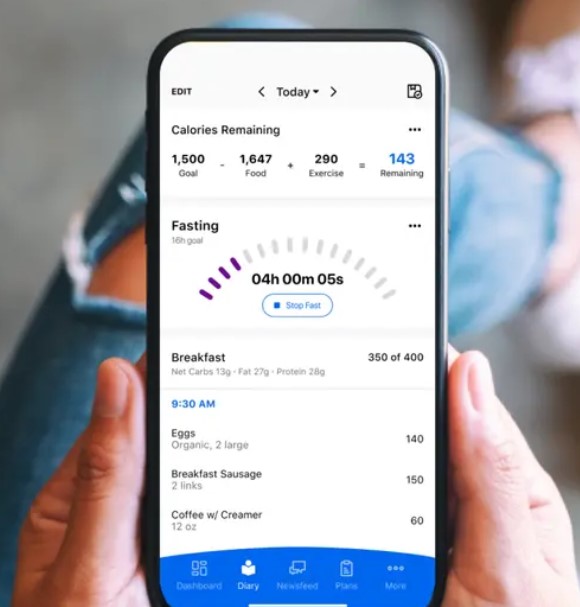 EDIT < Today >
Calories Remaining •••
1,500 - 1,647 + 290 = 143
Goal Food Exercise Remaining
Fasting •••
16h goal
04h 00m 05s
Stop Fast
Breakfast 350 of 400
Net Carbs 13g · Fat 27g · Protein 28g
9:30 AM
Eggs 140
Organic, 2 large
Breakfast Sausage 150
2 links
Coffee w/ Creamer 60
12 oz
Dashboard Diary Newsfeed Plans More